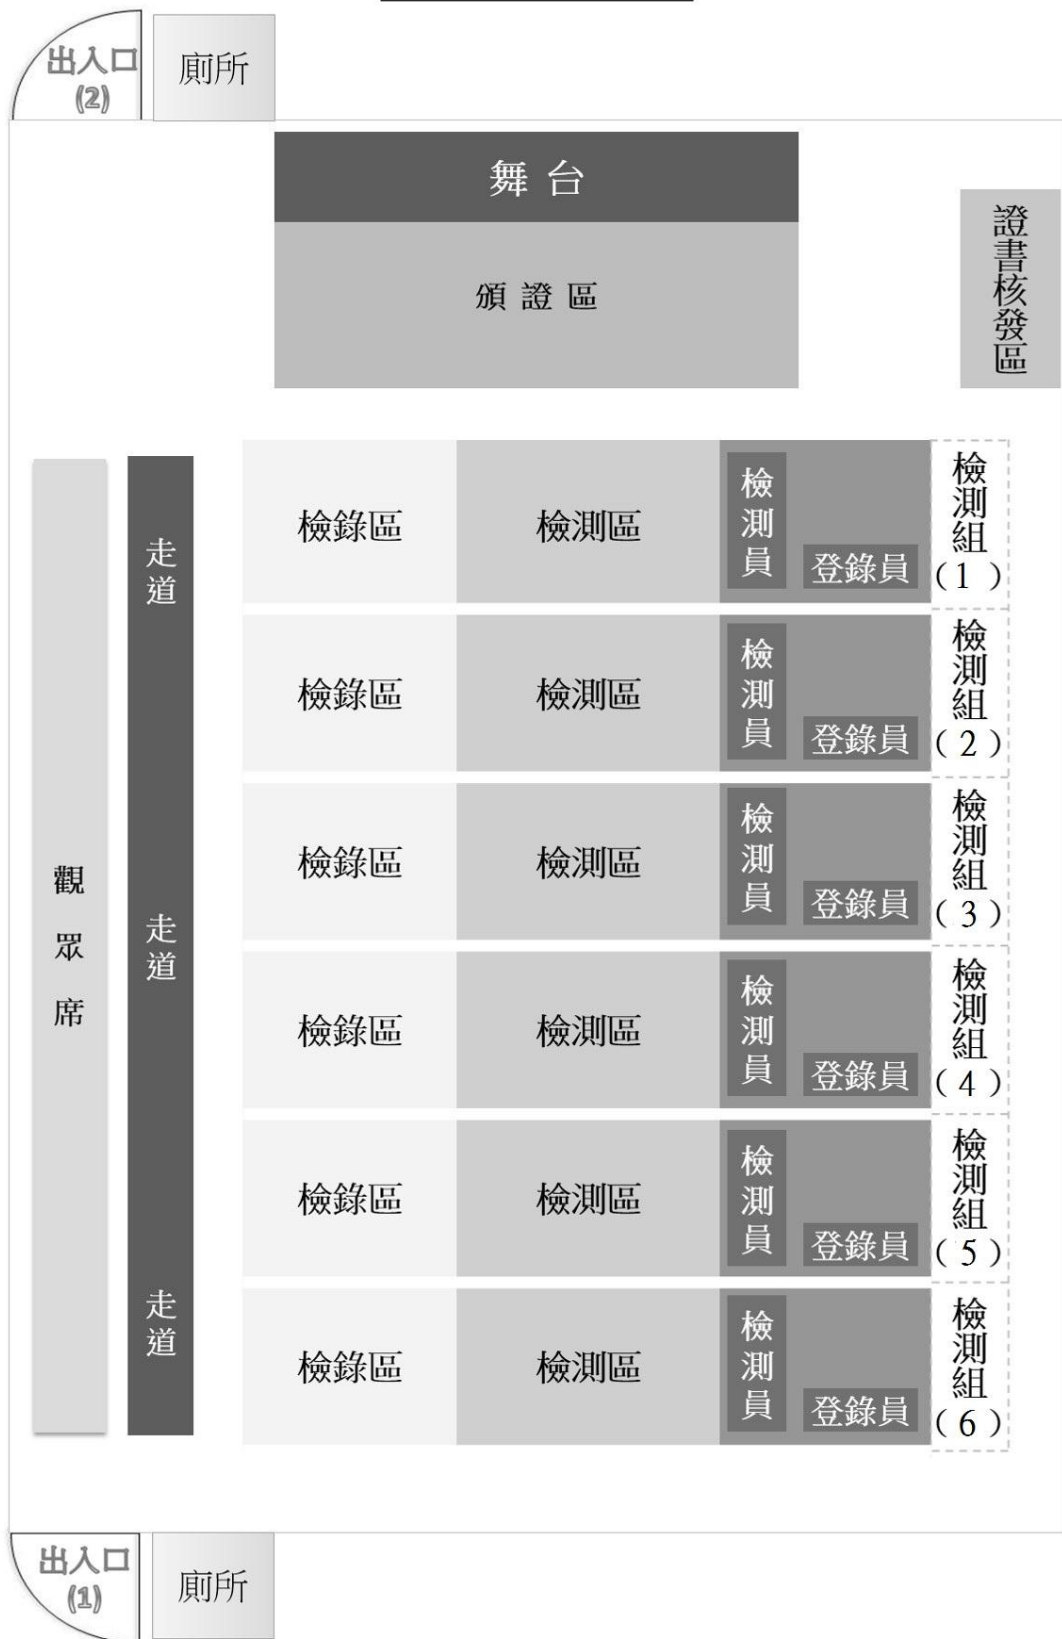 出入口
(2)
廁所
舞台
頒證區
證書核發區
觀眾席
走道
走道
走道
檢錄區
檢測區
檢測員
登錄員
檢測組
(1)
檢錄區
檢測區
檢測員
登錄員
檢測組
(2)
檢錄區
檢測區
檢測員
登錄員
檢測組
(3)
檢錄區
檢測區
檢測員
登錄員
檢測組
(4)
檢錄區
檢測區
檢測員
登錄員
檢測組
(5)
檢錄區
檢測區
檢測員
登錄員
檢測組
(6)
出入口
(1)
廁所